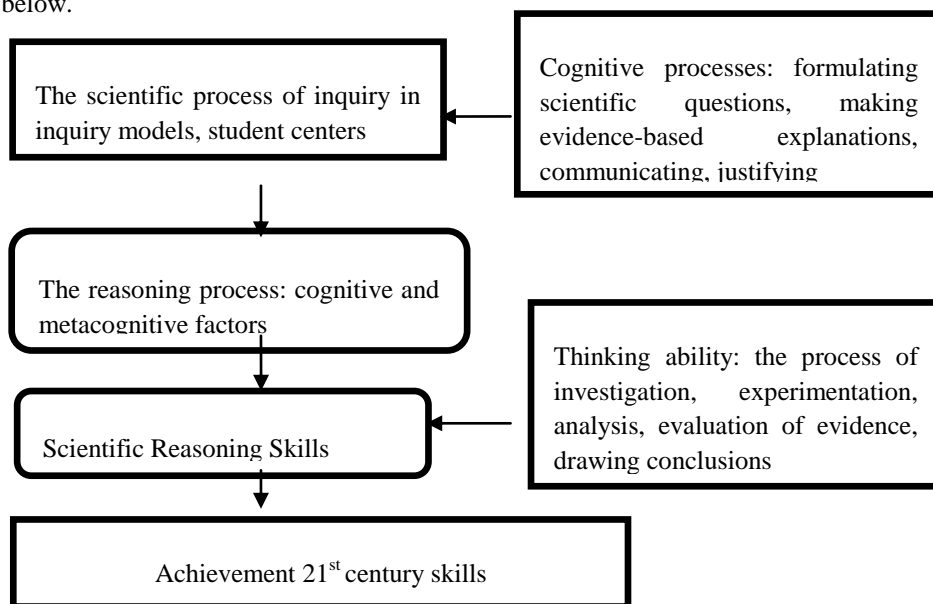 below.
The scientific process of inquiry in
inquiry models, student centers
Cognitive processes: formulating
scientific questions, making
evidence-based explanations,
communicating, justifying
The reasoning process: cognitive and
metacognitive factors
Thinking ability: the process of
investigation, experimentation,
analysis, evaluation of evidence,
drawing conclusions
Scientific Reasoning Skills
Achievement 21st century skills